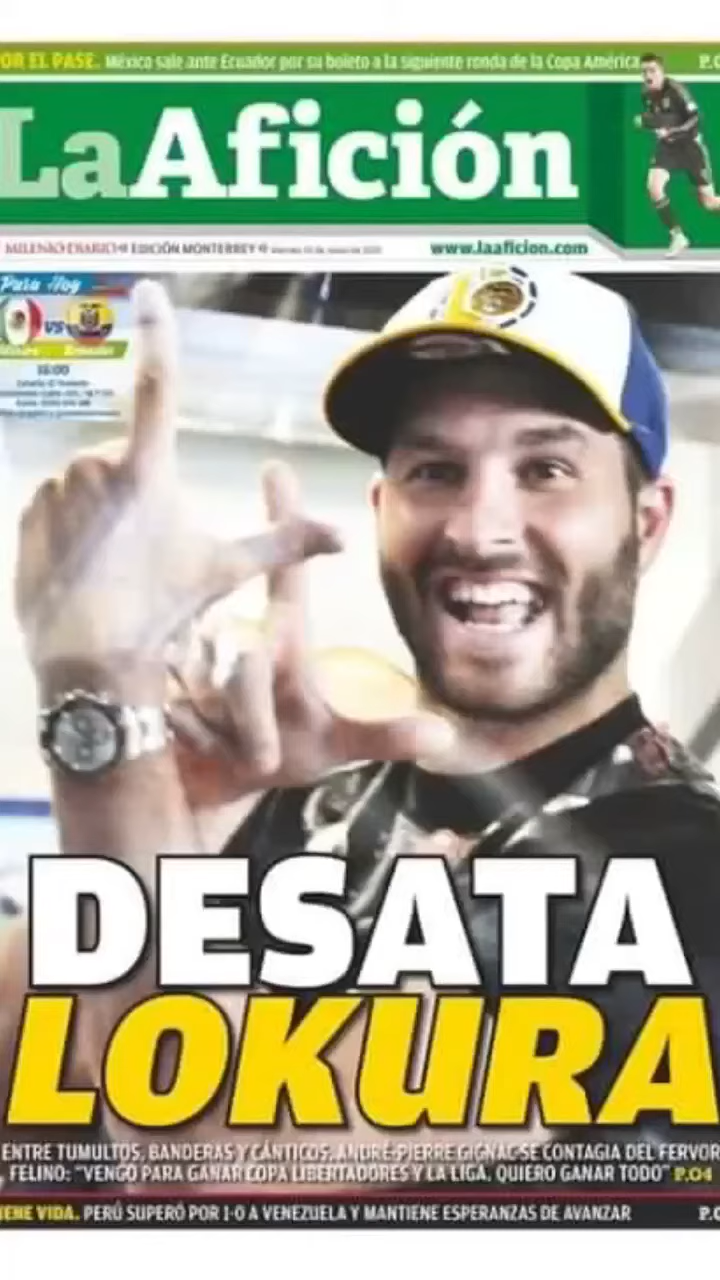 OR EL PASE. México sale ante Ecuador por su boleto a la siguiente ronda de la Copa América
LaAfición
MILENIO DIARIO EDICIÓN MONTERREY
www.laaficion.com
Para Hoy
VS
16:00
DESATA
LOKURA
ENTRE TUMULTOS, BANDERAS Y CÁNTICOS, ANDRÉ-PIERRE GIGNAC SE CONTAGIA DEL FERVOR
FELINO: "VENGO PARA GANAR COPA LIBERTADORES Y LA LIGA, QUIERO GANAR TODO" P.04
IENE VIDA. PERÚ SUPERÓ POR 1-0 A VENEZUELA Y MANTIENE ESPERANZAS DE AVANZAR